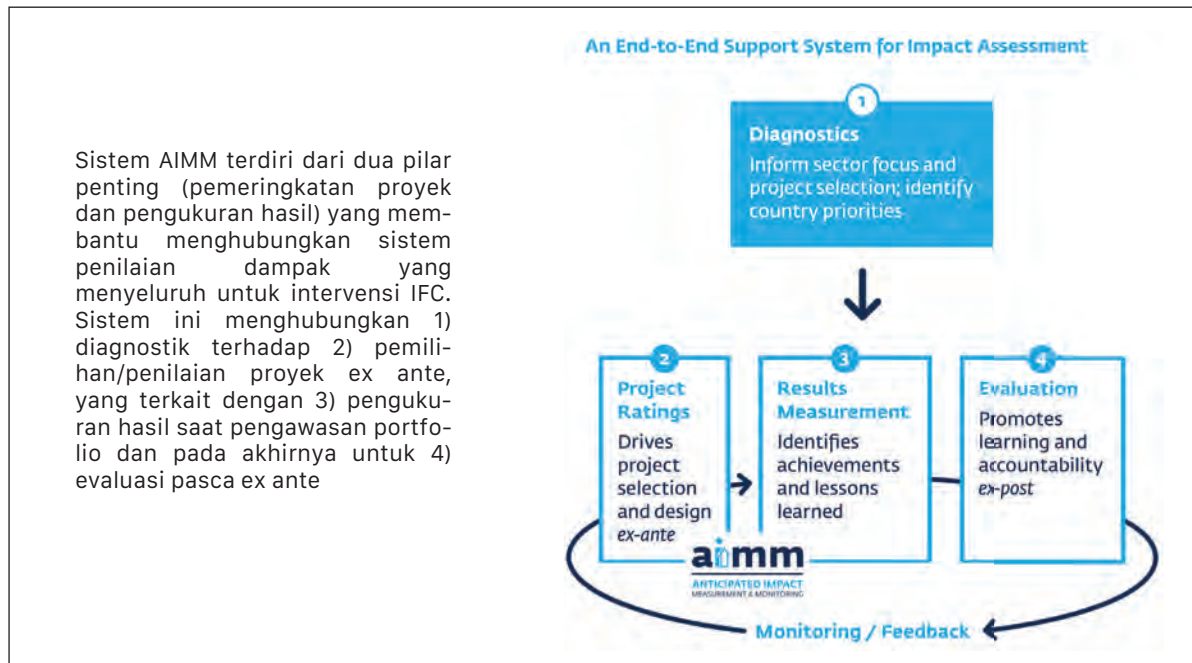 Sistem AIMM terdiri dari dua pilar
penting (pemeringkatan proyek
dan pengukuran hasil) yang mem-
bantu menghubungkan sistem
penilaian dampak yang
menyeluruh untuk intervensi IFC.
Sistem ini menghubungkan 1)
diagnostik terhadap 2) pemili-
han/penilaian proyek ex ante,
yang terkait dengan 3) penguku-
ran hasil saat pengawasan portfo-
lio dan pada akhirnya untuk 4)
evaluasi pasca ex ante
An End-to-End Support System for Impact Assessment
1
Diagnostics
Inform sector focus and
project selection; identify
country priorities
2
Project
Ratings
Drives
project
selection
and design
ex-ante
3
Results
Measurement
Identifies
achievements
and lessons
learned
4
Evaluation
Promotes
learning and
accountability
ex-post
aimm
ANTICIPATED IMPACT
MEASUREMENT & MONITORING
Monitoring / Feedback